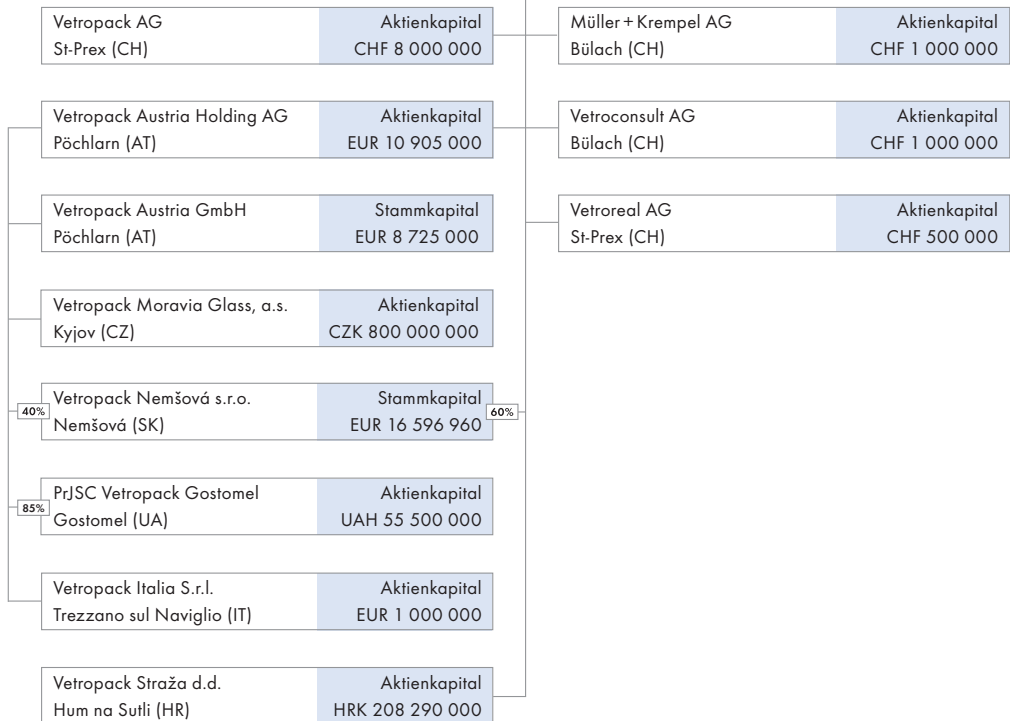 Vetropack AG
St-Prex (CH)
Aktienkapital
CHF 8 000 000
Müller + Krempel AG
Bülach (CH)
Aktienkapital
CHF 1 000 000
Vetropack Austria Holding AG
Pöchlarn (AT)
Aktienkapital
EUR 10 905 000
Vetroconsult AG
Bülach (CH)
Aktienkapital
CHF 1 000 000
Vetropack Austria GmbH
Pöchlarn (AT)
Stammkapital
EUR 8 725 000
Vetroreal AG
St-Prex (CH)
Aktienkapital
CHF 500 000
Vetropack Moravia Glass, a.s.
Kyjov (CZ)
Aktienkapital
CZK 800 000 000
40%
Vetropack Nemšová s.r.o.
Nemšová (SK)
Stammkapital
EUR 16 596 960
60%
85%
PrJSC Vetropack Gostomel
Gostomel (UA)
Aktienkapital
UAH 55 500 000
Vetropack Italia S.r.l.
Trezzano sul Naviglio (IT)
Aktienkapital
EUR 1 000 000
Vetropack Straža d.d.
Hum na Sutli (HR)
Aktienkapital
HRK 208 290 000